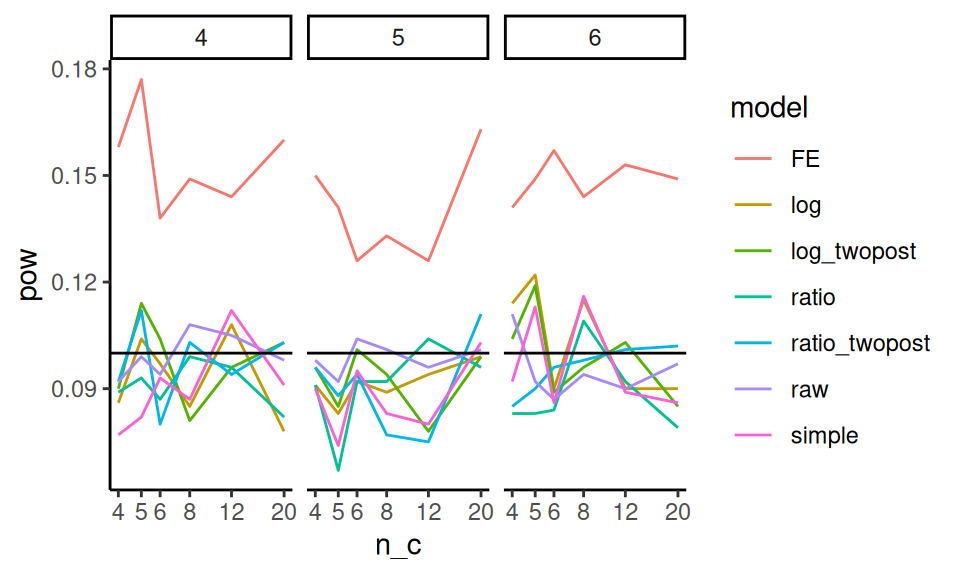 4 5 6
0.18
0.15
0.12
0.09
pow
4 5 6 8 12 20 4 5 6 8 12 20 4 5 6 8 12 20
n_c
model
FE
log
log_twopost
ratio
ratio_twopost
raw
simple